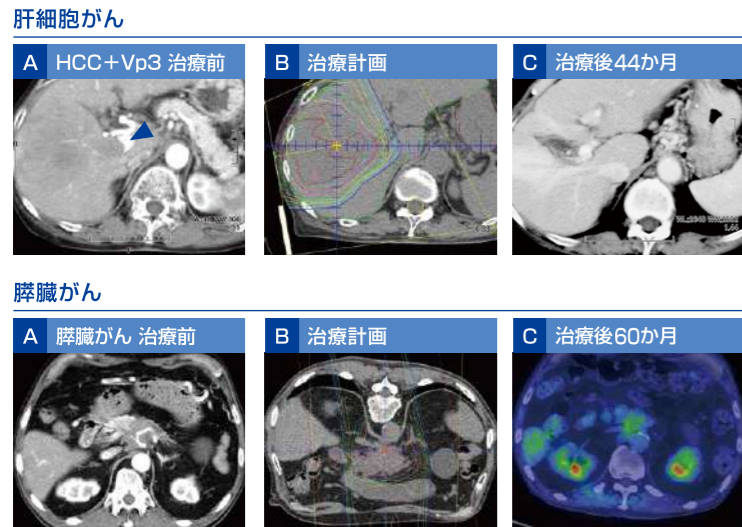 肝細胞がん
A HCC+Vp3 治療前
B 治療計画
C 治療後44か月
膵臓がん
A 膵臓がん 治療前
B 治療計画
C 治療後60か月